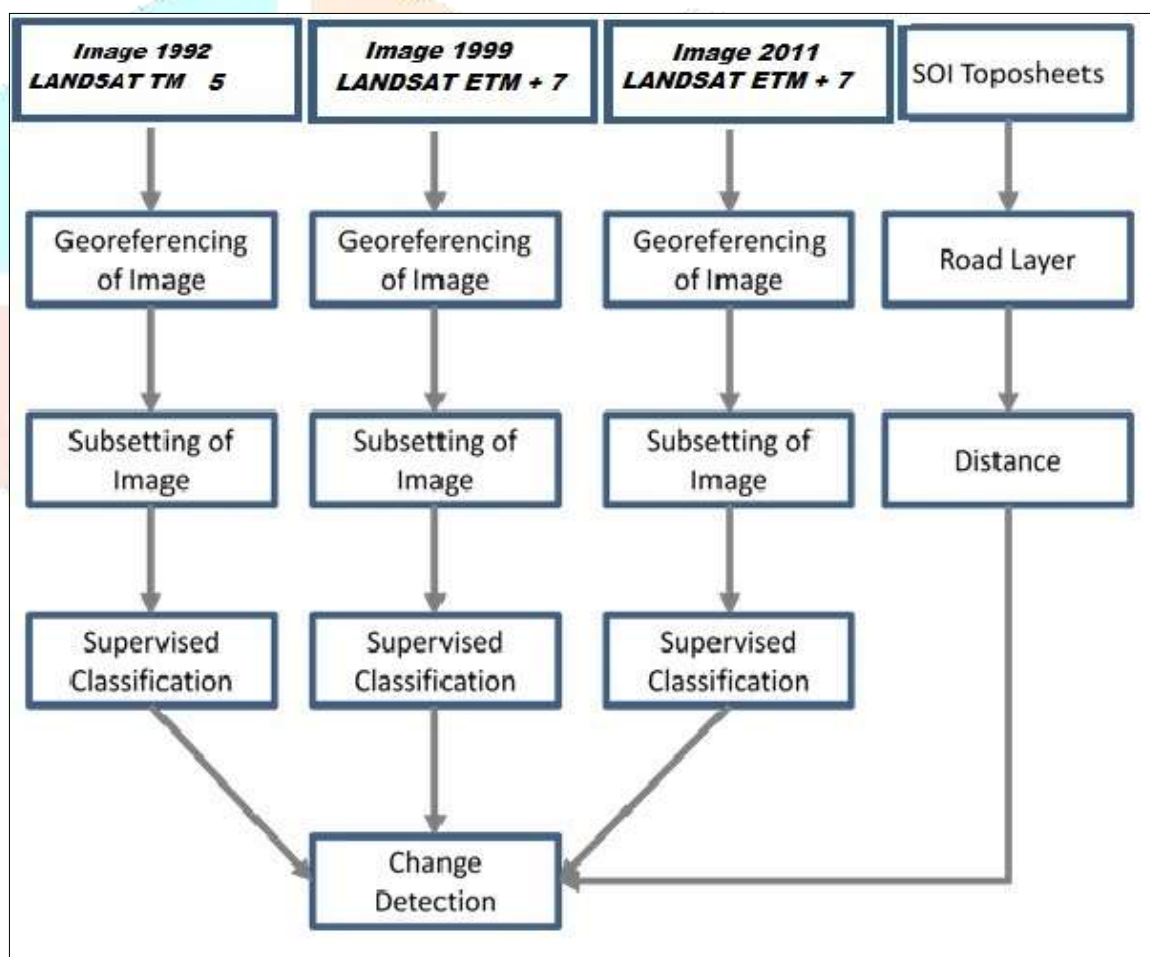 Image 1992
LANDSAT TM 5
Image 1999
LANDSAT ETM + 7
Image 2011
LANDSAT ETM + 7
SOI Toposheets
Georeferencing
of Image
Georeferencing
of Image
Georeferencing
of Image
Road Layer
Subsetting of
Image
Subsetting of
Image
Subsetting of
Image
Distance
Supervised
Classification
Supervised
Classification
Supervised
Classification
Change
Detection